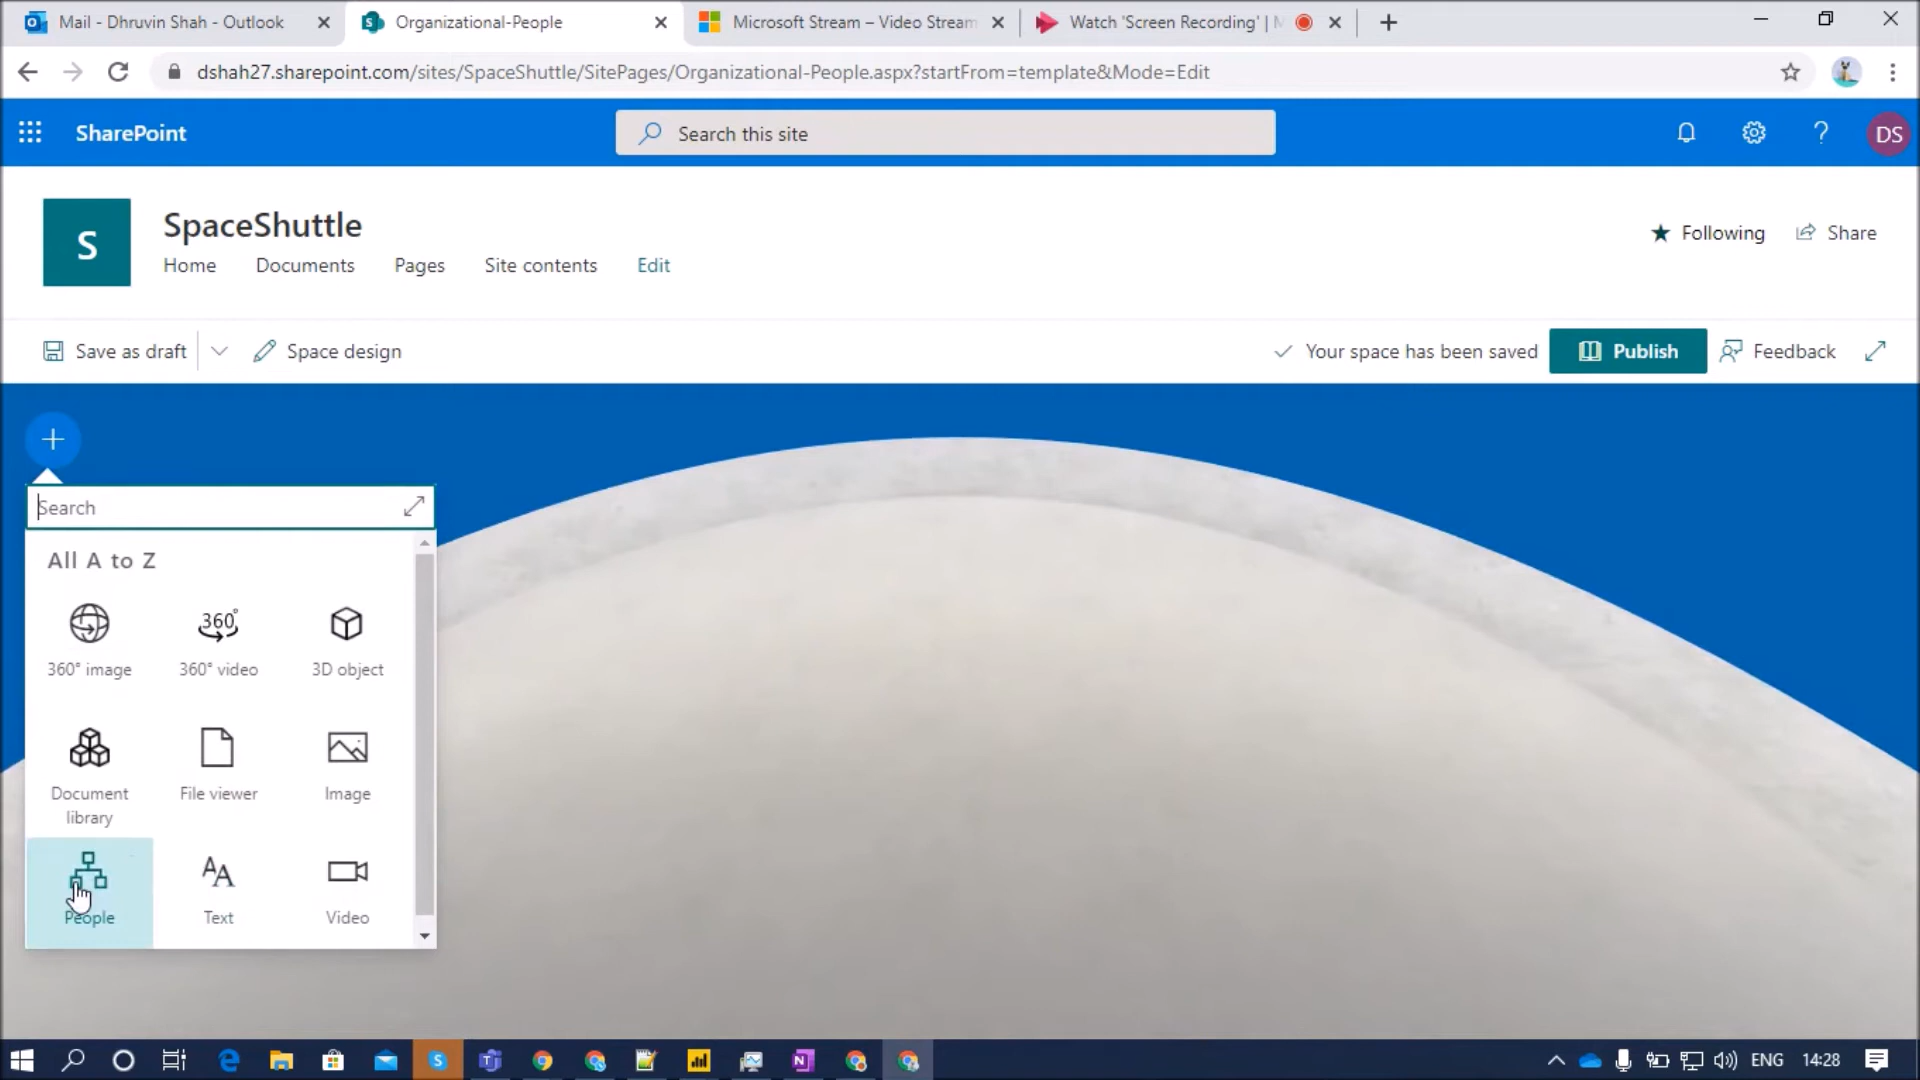 Mail - Dhruvin Shah - Outlook
Organizational-People
Microsoft Stream – Video Stream
Watch 'Screen Recording' | M
dshah27.sharepoint.com/sites/SpaceShuttle/SitePages/Organizational-People.aspx?startFrom=template&Mode=Edit
SharePoint
Search this site
DS
S
SpaceShuttle
Home Documents Pages Site contents Edit
Following Share
Save as draft
Space design
Your space has been saved
Publish
Feedback
Search
All A to Z
360° image
360° video
3D object
Document library
File viewer
Image
People
Text
Video
ENG
14:28